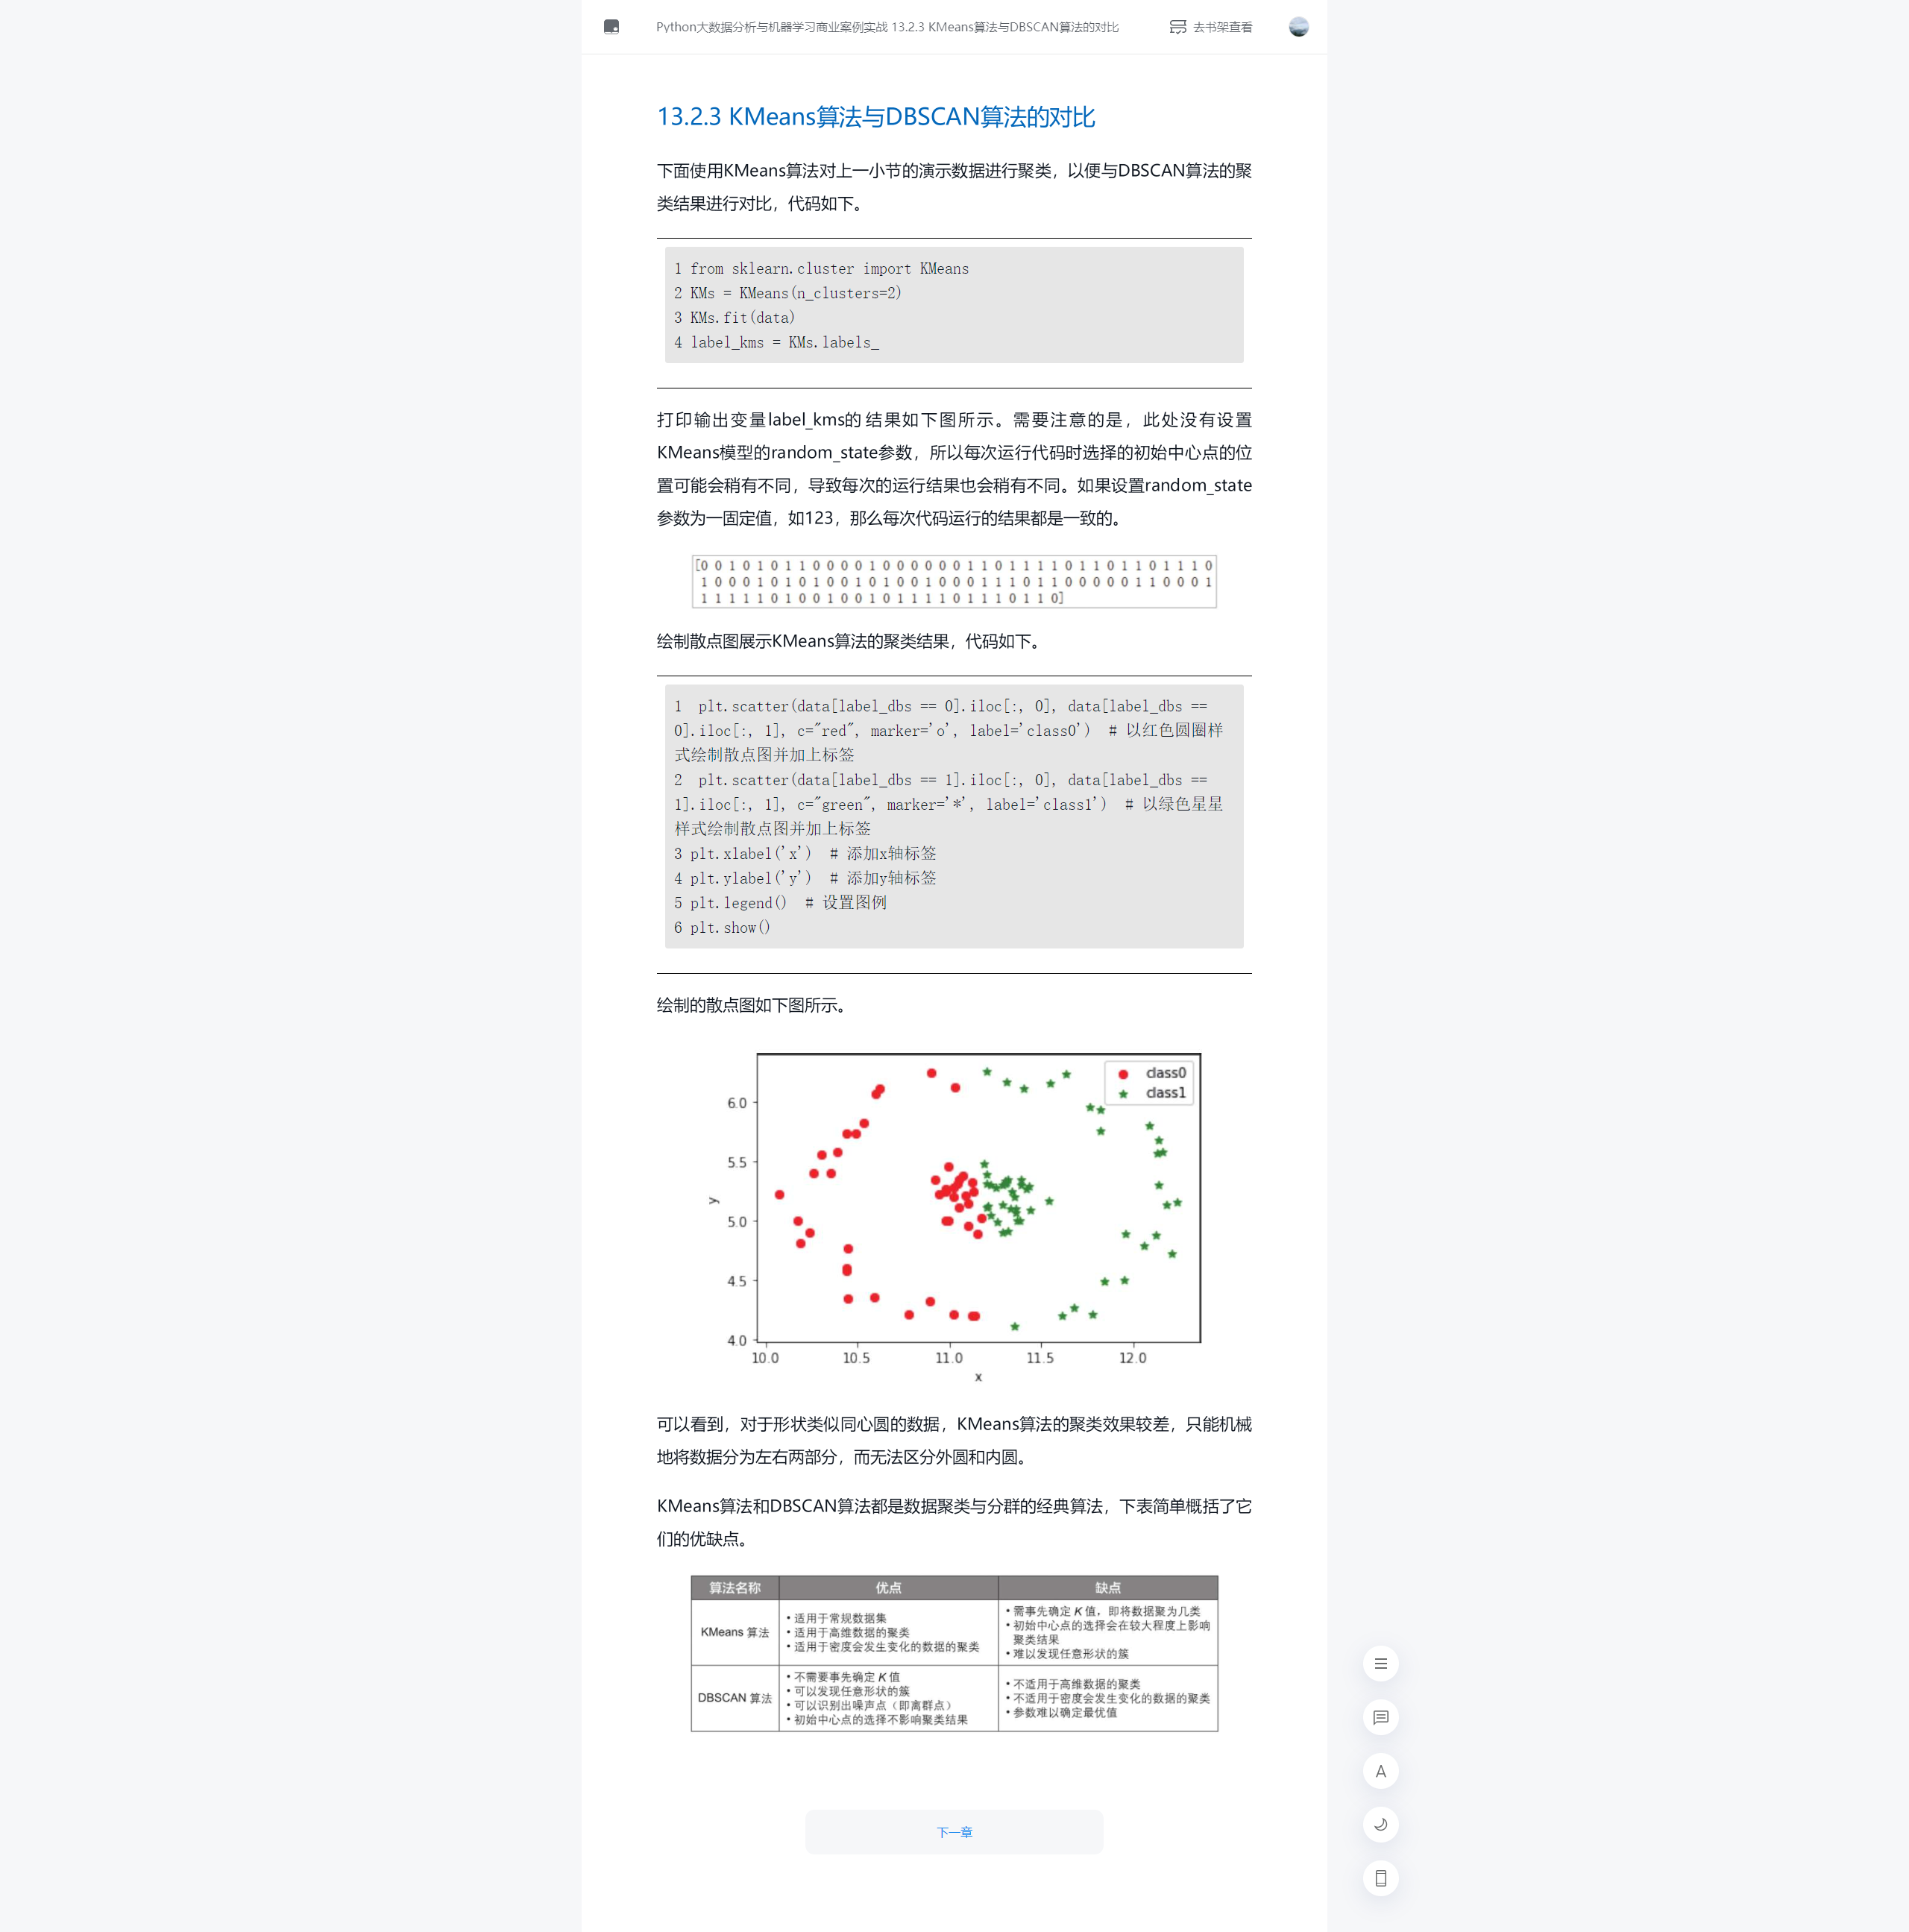 Python大数据分析与机器学习商业案例实战 13.2.3 KMeans算法与DBSCAN算法的对比
去书架查看
13.2.3 KMeans算法与DBSCAN算法的对比
下面使用KMeans算法对上一小节的演示数据进行聚类，以便与DBSCAN算法的聚
类结果进行对比，代码如下。
1 from sklearn.cluster import KMeans
2 KMs = KMeans(n_clusters=2)
3 KMs.fit(data)
4 label_kms = KMs.labels_
打印输出变量label_kms的结果如下图所示。需要注意的是，此处没有设置
KMeans模型的random_state参数，所以每次运行代码时选择的初始中心点的位
置可能会稍有不同，导致每次的运行结果也会稍有不同。如果设置random_state
参数为一固定值，如123，那么每次代码运行的结果都是一致的。
[0 0 1 0 1 0 1 1 0 0 0 0 1 0 0 0 0 0 0 1 1 0 1 1 1 1 0 1 1 0 1 1 0 1 1 1 0
1 0 0 0 1 0 1 0 1 0 0 1 0 1 0 0 1 0 0 0 1 1 1 0 1 1 0 0 0 0 0 1 1 0 0 0 1
1 1 1 1 1 0 1 0 0 1 0 0 1 0 1 1 1 1 0 1 1 1 0 1 1 0]
绘制散点图展示KMeans算法的聚类结果，代码如下。
1  plt.scatter(data[label_dbs == 0].iloc[:, 0], data[label_dbs ==
0].iloc[:, 1], c="red", marker='o', label='class0')  # 以红色圆圈样
式绘制散点图并加上标签
2  plt.scatter(data[label_dbs == 1].iloc[:, 0], data[label_dbs ==
1].iloc[:, 1], c="green", marker='*', label='class1')  # 以绿色星星
样式绘制散点图并加上标签
3 plt.xlabel('x')  # 添加x轴标签
4 plt.ylabel('y')  # 添加y轴标签
5 plt.legend()  # 设置图例
6 plt.show()
绘制的散点图如下图所示。
class0
class1
6.0
5.5
5.0
4.5
4.0
y
10.0 10.5 11.0 11.5 12.0
x
可以看到，对于形状类似同心圆的数据，KMeans算法的聚类效果较差，只能机械
地将数据分为左右两部分，而无法区分外圆和内圆。
KMeans算法和DBSCAN算法都是数据聚类与分群的经典算法，下表简单概括了它
们的优缺点。
算法名称 优点 缺点
KMeans 算法
• 适用于常规数据集
• 适用于高维数据的聚类
• 适用于密度会发生变化的数据的聚类
• 需事先确定 K 值，即将数据聚为几类
• 初始中心点的选择会在较大程度上影响
聚类结果
• 难以发现任意形状的簇
DBSCAN 算法
• 不需要事先确定 K 值
• 可以发现任意形状的簇
• 可以识别出噪声点（即离群点）
• 初始中心点的选择不影响聚类结果
• 不适用于高维数据的聚类
• 不适用于密度会发生变化的数据的聚类
• 参数难以确定最优值
下一章
A